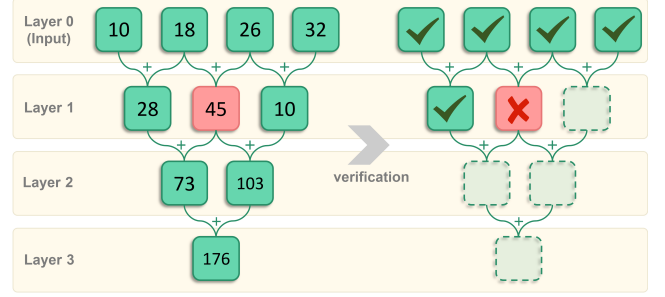 Layer 0
(Input)
10 18 26 32
+ + + + + +
Layer 1
28 45 10
+ + + +
Layer 2
73 103
+ +
verification
Layer 3
176